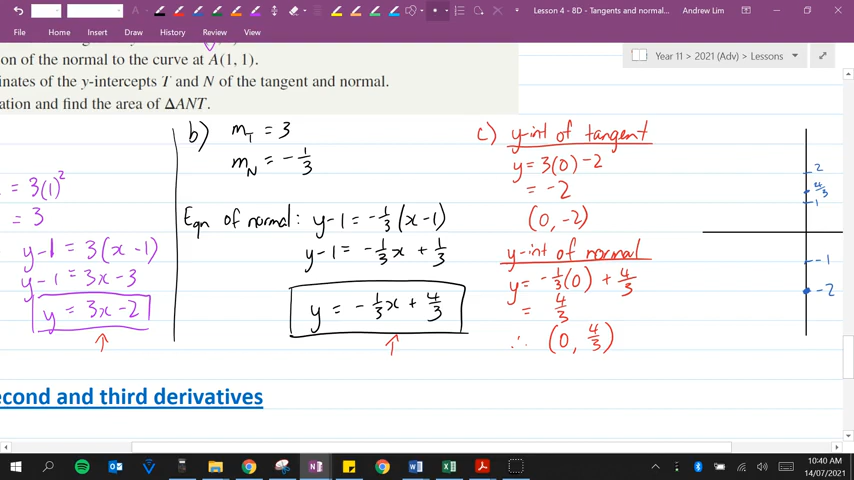 Lesson 4 - 8D - Tangents and normal...
Andrew Lim
File
Home
Insert
Draw
History
Review
View
on of the normal to the curve at A(1, 1).
Year 11 > 2021 (Adv) > Lessons
inates of the y-intercepts T and N of the tangent and normal.
ation and find the area of ΔANT.
= 3(1)²
= 3
y-1 = 3(x-1)
y-1 = 3x-3
y = 3x-2
↑
b) m_T = 3
m_N = -1/3
Eqn of normal: y-1 = -1/3(x-1)
y-1 = -1/3x + 1/3
y = -1/3x + 4/3
↑
c) y-int of tangent
y = 3(0) -2
= -2
(0, -2)
y-int of normal
y = -1/3(0) + 4/3
= 4/3
∴ (0, 4/3)
2
4/3
1
-1
-2
econd and third derivatives
10:40 AM
14/07/2021